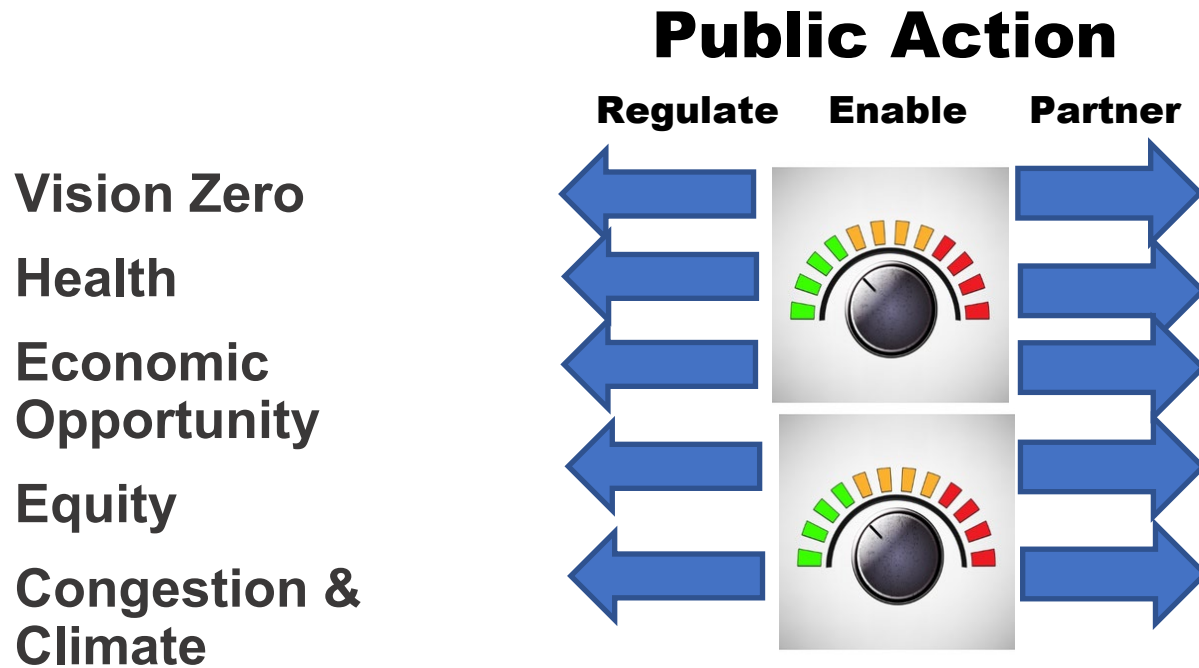 Public Action
Regulate Enable Partner
Vision Zero
Health
Economic
Opportunity
Equity
Congestion &
Climate